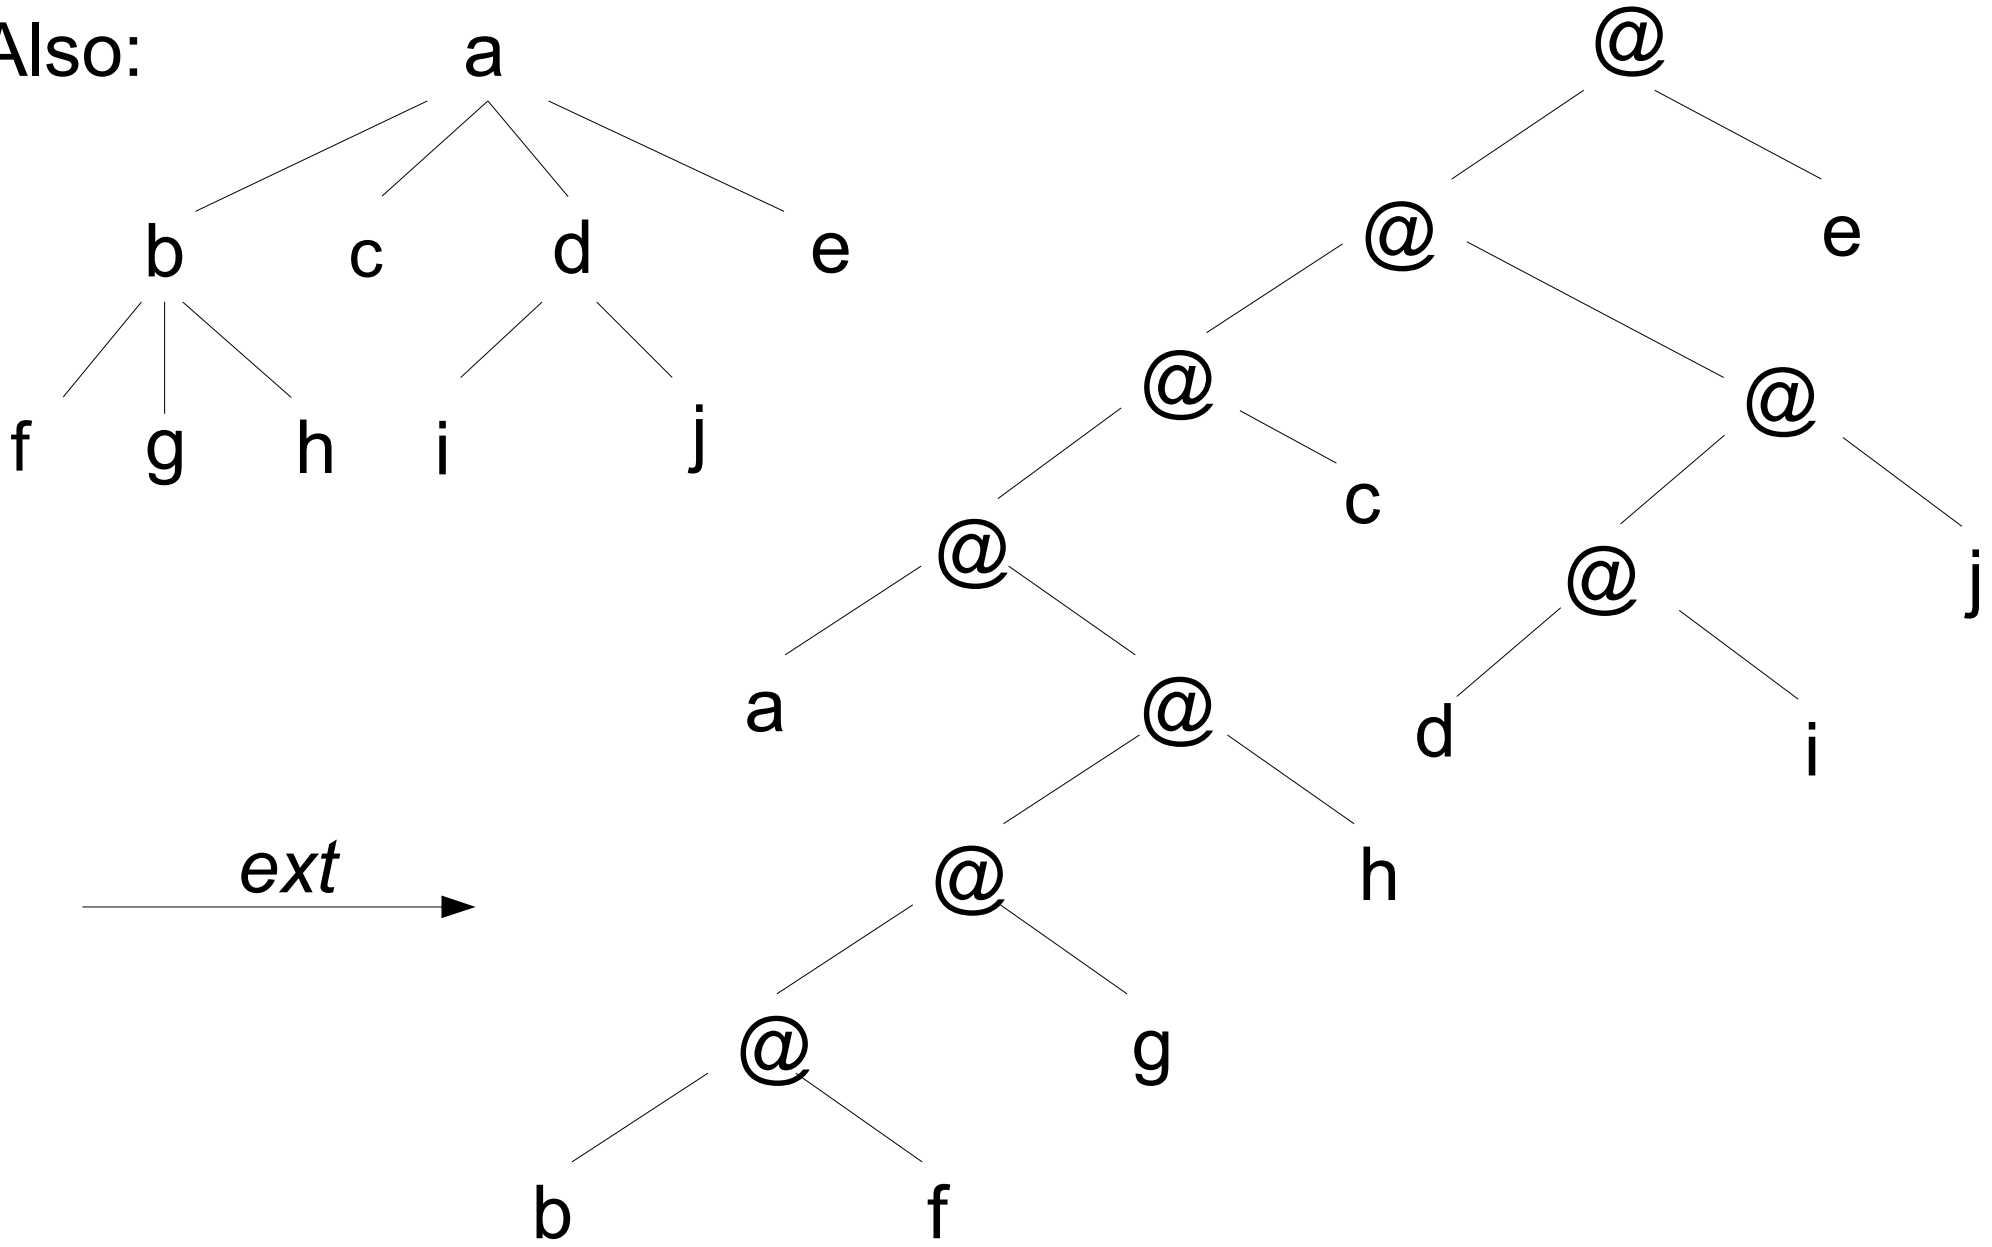 Also:
a
@
b c d e
@ e
f g h i j
@ @
c
@ @ j
a @ d i
ext
@ h
@ g
b f